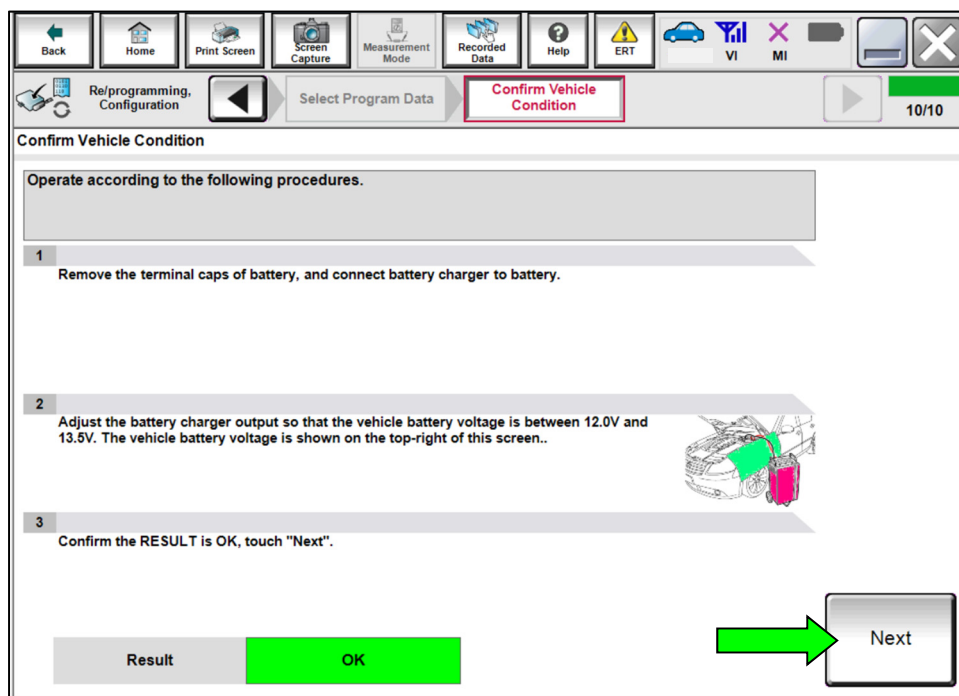 Back
Home
Print Screen
Screen
Capture
Measurement
Mode
Recorded
Data
Help
ERT
VI
MI
Re/programming,
Configuration
Select Program Data
Confirm Vehicle
Condition
10/10
Confirm Vehicle Condition
Operate according to the following procedures.
1
Remove the terminal caps of battery, and connect battery charger to battery.
2
Adjust the battery charger output so that the vehicle battery voltage is between 12.0V and
13.5V. The vehicle battery voltage is shown on the top-right of this screen..
3
Confirm the RESULT is OK, touch "Next".
Result
OK
Next